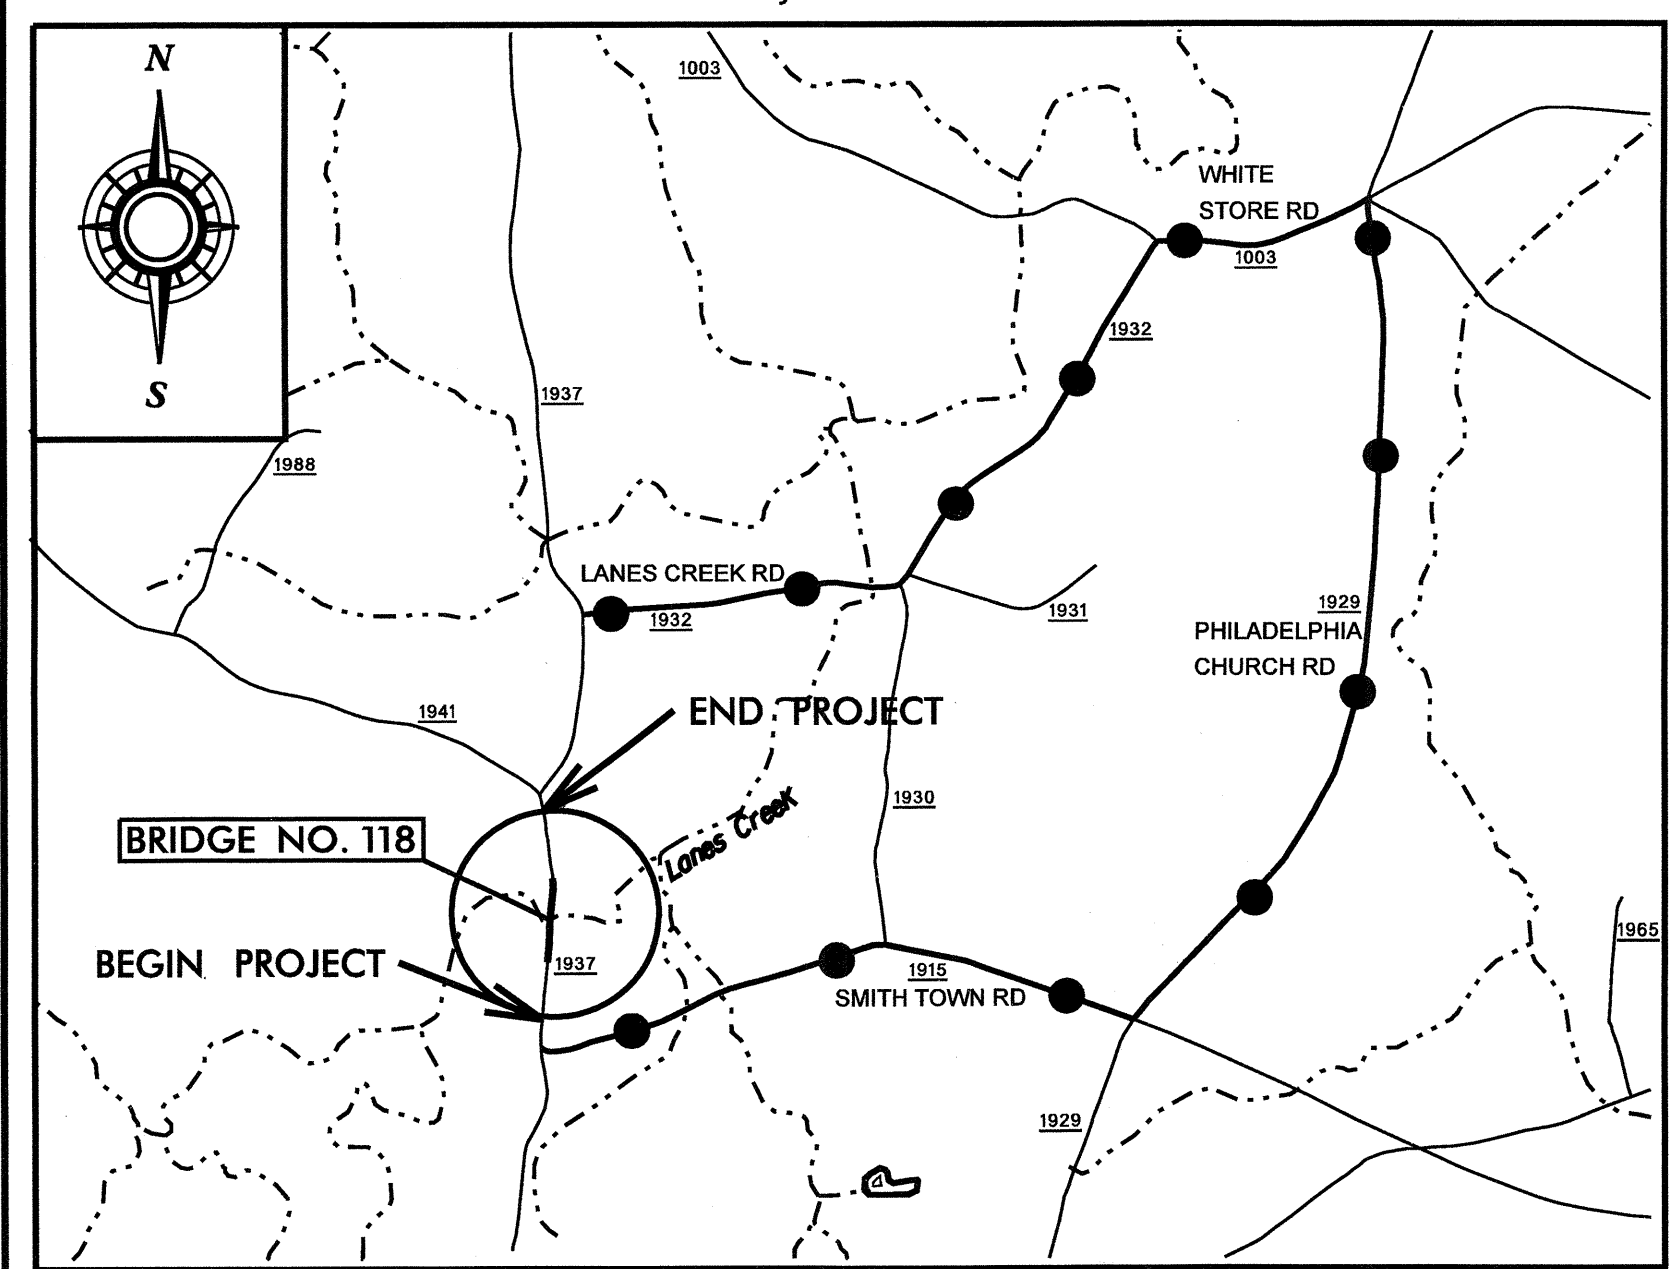 N
S
1003
WHITE
STORE RD
1003
1932
1937
1988
LANES CREEK RD
1932
1931
1929
PHILADELPHIA
CHURCH RD
1941
END PROJECT
1930
Lanes Creek
BRIDGE NO. 118
BEGIN PROJECT
1937
1915
SMITH TOWN RD
1965
1929